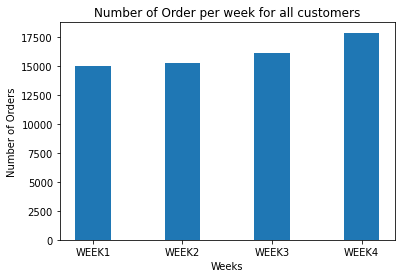 Number of Order per week for all customers
17500
15000
12500
10000
7500
5000
2500
0
Number of Orders
WEEK1 WEEK2 WEEK3 WEEK4
Weeks